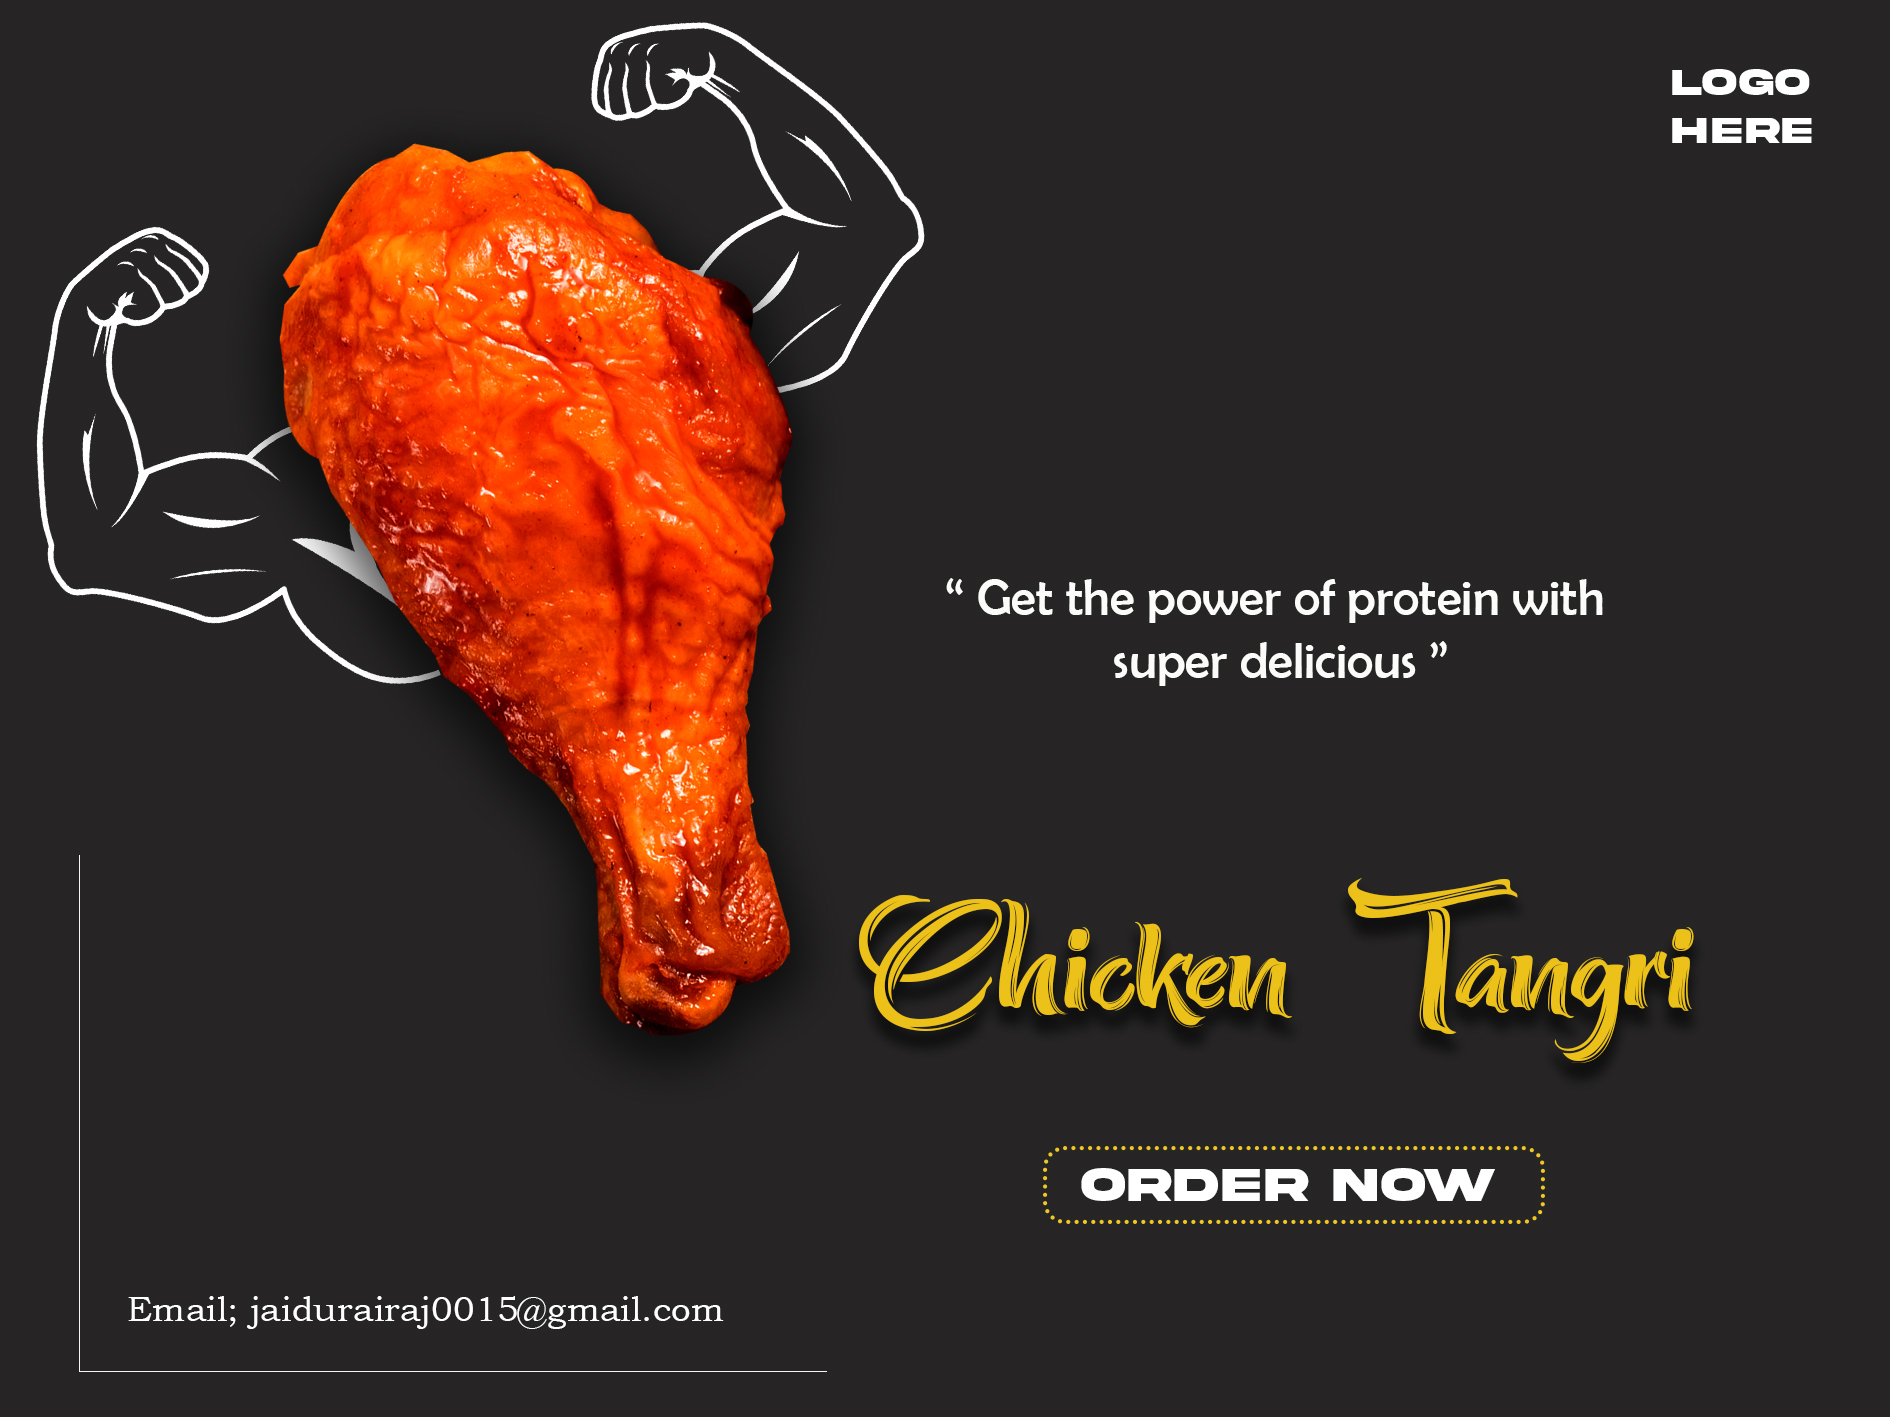 LOGO
HERE
“ Get the power of protein with
super delicious ”
Chicken Tangri
ORDER NOW
Email; jaidurairaj0015@gmail.com